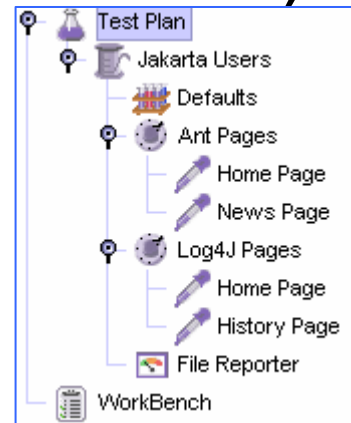 Test Plan
Jakarta Users
Defaults
Ant Pages
Home Page
News Page
Log4J Pages
Home Page
History Page
File Reporter
WorkBench